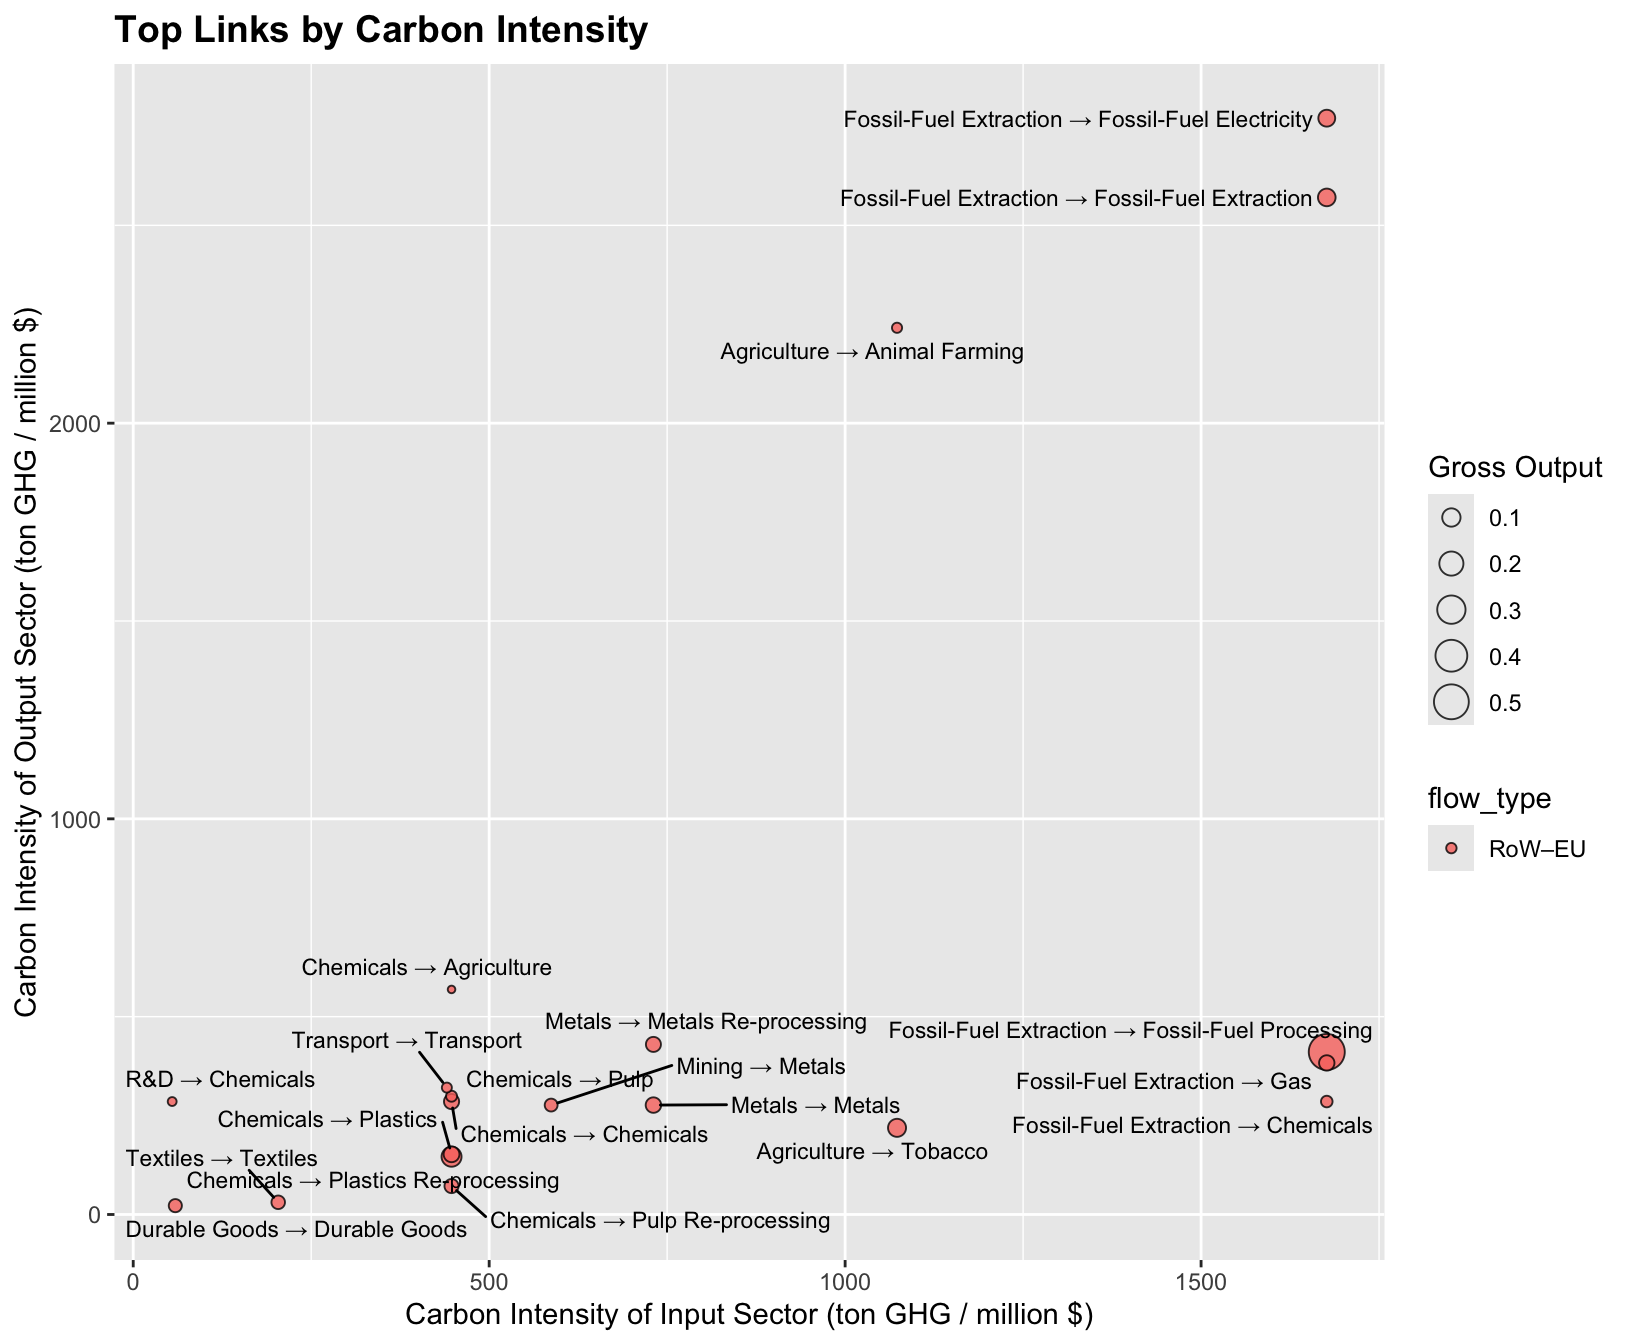 Top Links by Carbon Intensity
Fossil-Fuel Extraction → Fossil-Fuel Electricity
Fossil-Fuel Extraction → Fossil-Fuel Extraction
Agriculture → Animal Farming
Chemicals → Agriculture
Metals → Metals Re-processing
Fossil-Fuel Extraction → Fossil-Fuel Processing
Transport → Transport
Mining → Metals
R&D → Chemicals
Chemicals → Pulp
Fossil-Fuel Extraction → Gas
Metals → Metals
Chemicals → Plastics
Fossil-Fuel Extraction → Chemicals
Chemicals → Chemicals
Agriculture → Tobacco
Textiles → Textiles
Chemicals → Plastics Re-processing
Chemicals → Pulp Re-processing
Durable Goods → Durable Goods
2000
1000
0
Carbon Intensity of Output Sector (ton GHG / million $)
0
500
1000
1500
Carbon Intensity of Input Sector (ton GHG / million $)
Gross Output
0.1
0.2
0.3
0.4
0.5
flow_type
RoW–EU